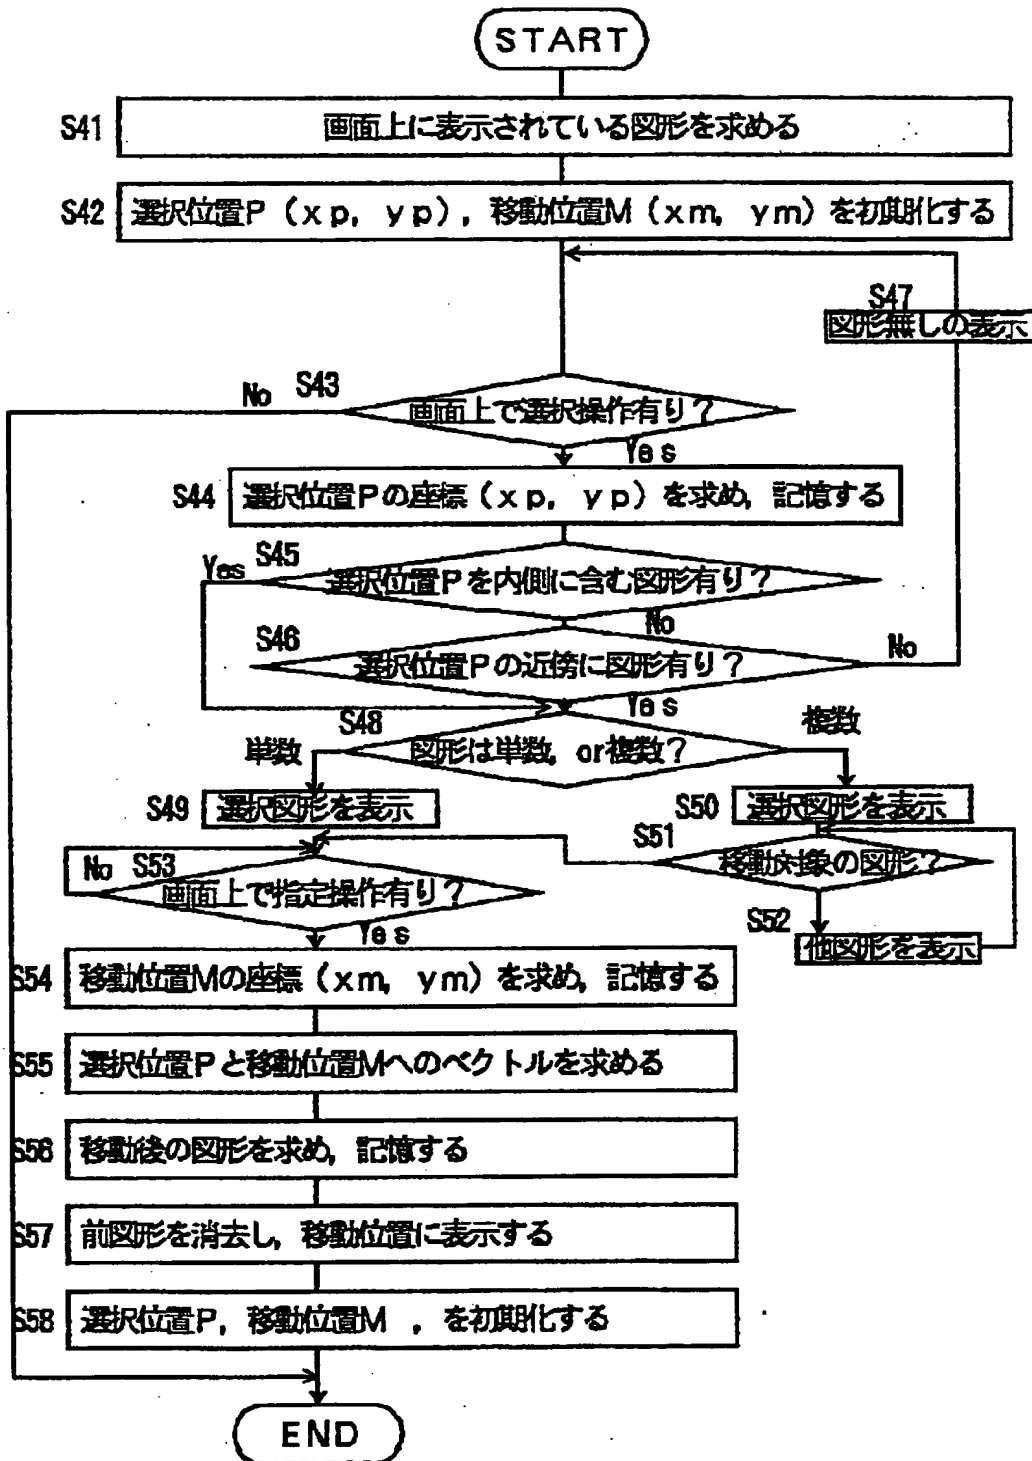 START
S41 画面上に表示されている図形を求める
S42 選択位置P（xp，yp），移動位置M（xm，ym）を初期化する
S47
図形無しの表示
No S43
画面上で選択操作有り？
Yes
S44 選択位置Pの座標（xp，yp）を求め，記憶する
Yes S45
選択位置Pを内側に含む図形有り？
No
S46
選択位置Pの近傍に図形有り？
No
Yes
S48
図形は単数，or複数？
単数
複数
S49 選択図形を表示
S50 選択図形を表示
S51
移動対象の図形？
No S53
画面上で指定操作有り？
Yes
S52
他図形を表示
S54 移動位置Mの座標（xm，ym）を求め，記憶する
S55 選択位置Pと移動位置Mへのベクトルを求める
S56 移動後の図形を求め，記憶する
S57 前図形を消去し，移動位置に表示する
S58 選択位置P，移動位置M ，を初期化する
END